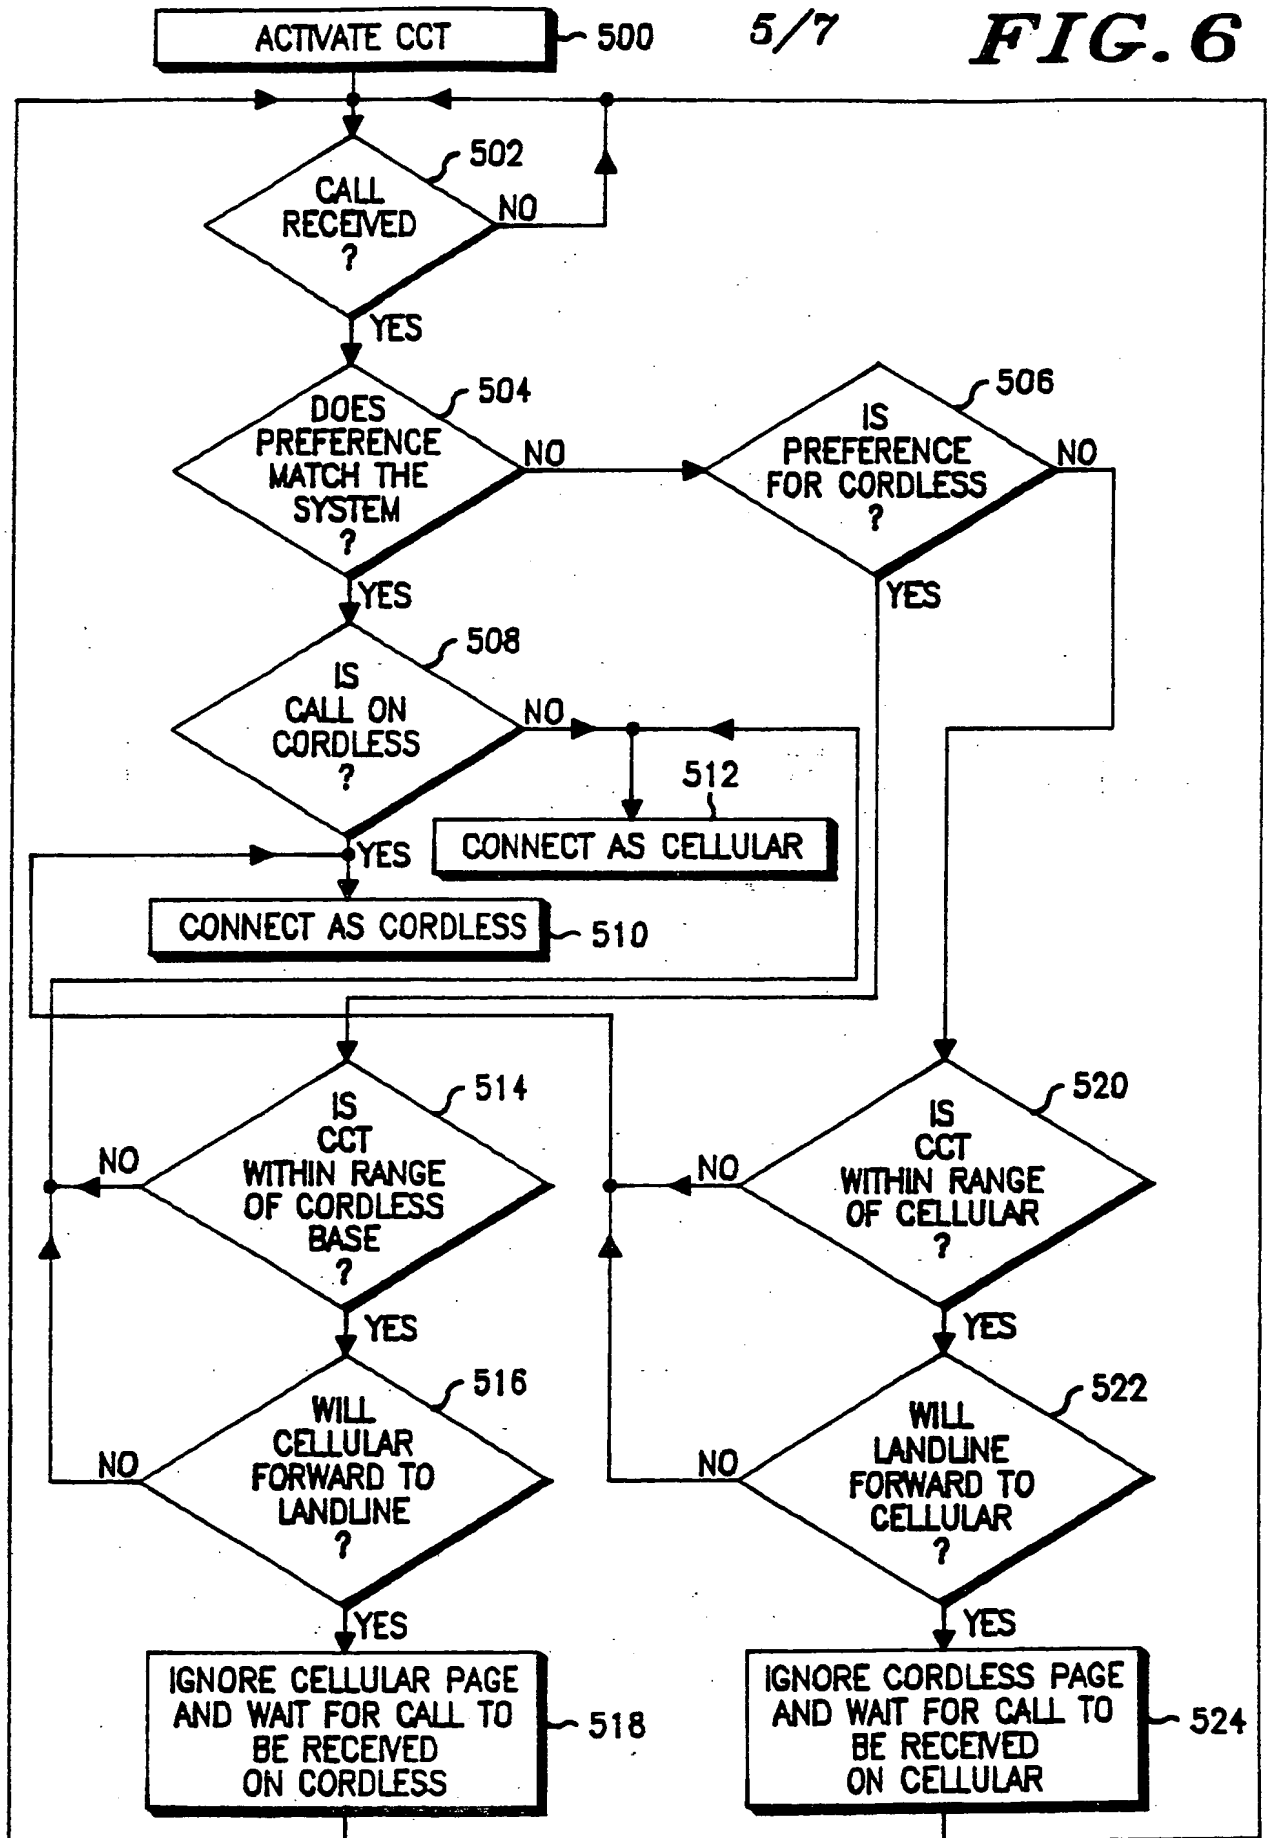 5/7
FIG. 6
ACTIVATE CCT
500
502
CALL
RECEIVED
?
NO
YES
504
DOES
PREFERENCE
MATCH THE
SYSTEM
?
NO
YES
506
IS
PREFERENCE
FOR CORDLESS
?
NO
YES
508
IS
CALL ON
CORDLESS
?
NO
YES
512
CONNECT AS CELLULAR
CONNECT AS CORDLESS
510
514
IS
CCT
WITHIN RANGE
OF CORDLESS
BASE
?
NO
YES
520
IS
CCT
WITHIN RANGE
OF CELLULAR
?
NO
YES
516
WILL
CELLULAR
FORWARD TO
LANDLINE
?
NO
YES
522
WILL
LANDLINE
FORWARD TO
CELLULAR
?
NO
YES
IGNORE CELLULAR PAGE
AND WAIT FOR CALL TO
BE RECEIVED
ON CORDLESS
518
IGNORE CORDLESS PAGE
AND WAIT FOR CALL TO
BE RECEIVED
ON CELLULAR
524